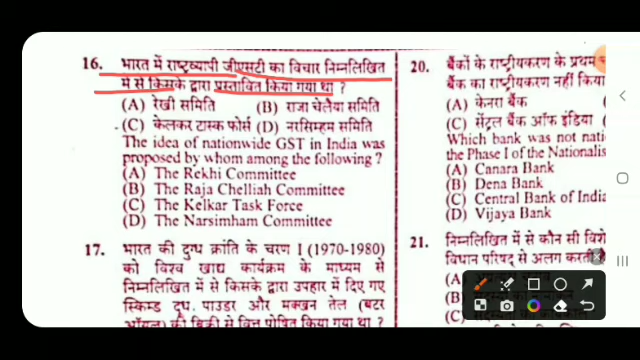 16. भारत में राष्ट्रव्यापी जीएसटी का विचार निम्नलिखित
में से किसके द्वारा प्रस्तावित किया गया था ?
(A) रेखी समिति (B) राजा चेलैया समिति
(C) केलकर टास्क फोर्स (D) नरसिम्हम समिति
The idea of nationwide GST in India was
proposed by whom among the following ?
(A) The Rekhi Committee
(B) The Raja Chelliah Committee
(C) The Kelkar Task Force
(D) The Narsimham Committee
17. भारत की दुग्ध क्रांति के चरण I (1970-1980)
को विश्व खाद्य कार्यक्रम के माध्यम से
निम्नलिखित में से किसके द्वारा उपहार में दिए गए
स्किम्ड दूध पाउडर और मक्खन तेल (बटर
ऑयल) की बिक्री से वित्त पोषित किया गया था ?
20. बैंकों के राष्ट्रीयकरण के प्रथम
बैंक का राष्ट्रीयकरण नहीं किया
(A) केनरा बैंक
(C) सेंट्रल बैंक ऑफ इंडिया
Which bank was not nati
the Phase I of the Nationalis
(A) Canara Bank
(B) Dena Bank
(C) Central Bank of India
(D) Vijaya Bank
21. निम्नलिखित में से कौन सी विशे
विधान परिषद से अलग करती
(A)
(B)
(C)